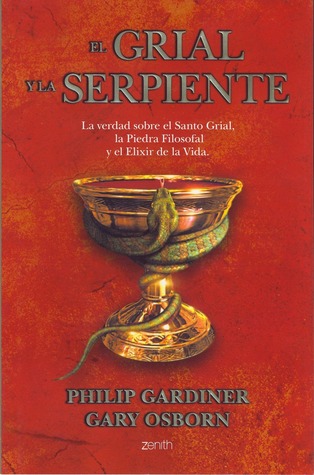 EL GRIAL
Y LA SERPIENTE
La verdad sobre el Santo Grial,
la Piedra Filosofal
y el Elixir de la Vida.
PHILIP GARDINER
GARY OSBORN
zenith